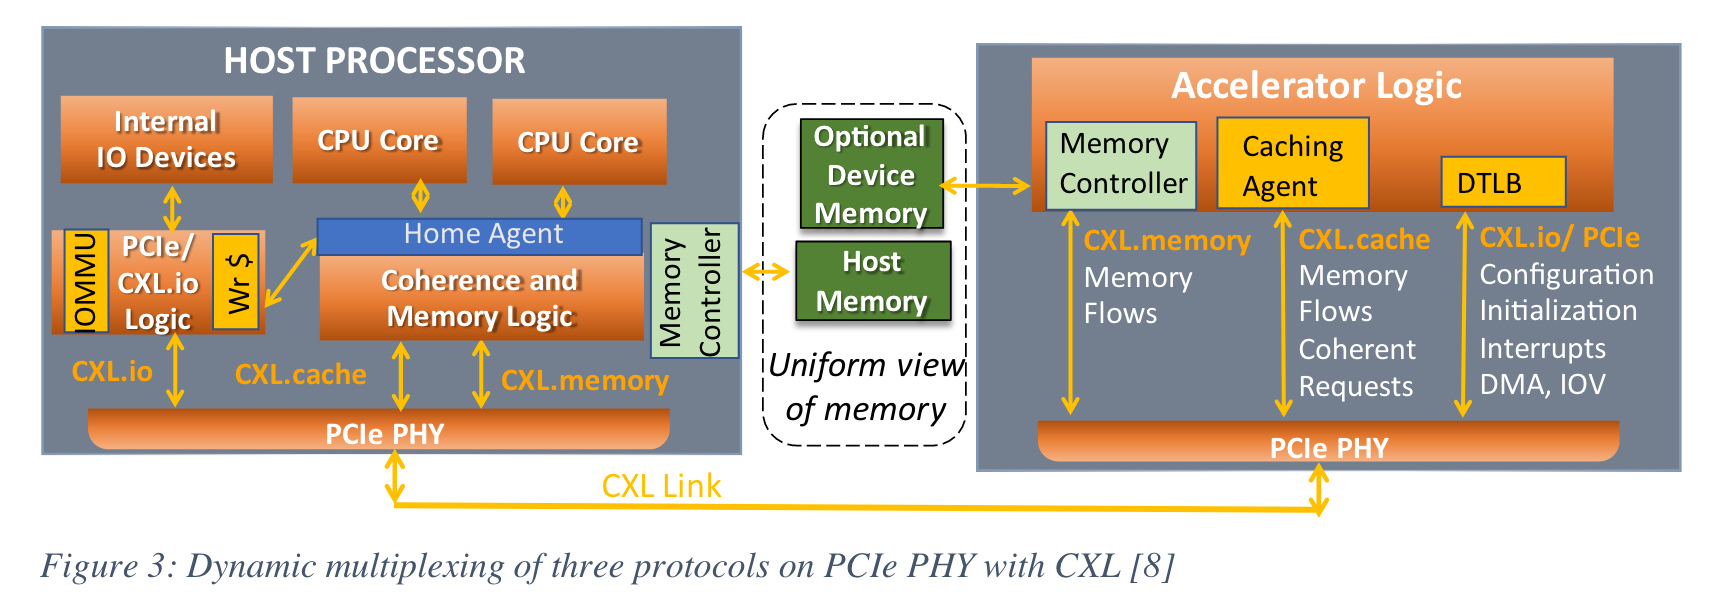 HOST PROCESSOR
Internal
IO Devices
CPU Core
CPU Core
IOMMU
PCIe/
CXL.io
Logic
Wr $
Home Agent
Coherence and
Memory Logic
Memory
Controller
CXL.io
CXL.cache
CXL.memory
PCIe PHY
Optional
Device
Memory
Host
Memory
Uniform view
of memory
Accelerator Logic
Memory
Controller
Caching
Agent
DTLB
CXL.memory
Memory
Flows
CXL.cache
Memory
Flows
Coherent
Requests
CXL.io/ PCIe
Configuration
Initialization
Interrupts
DMA, IOV
PCIe PHY
CXL Link
Figure 3: Dynamic multiplexing of three protocols on PCIe PHY with CXL [8]